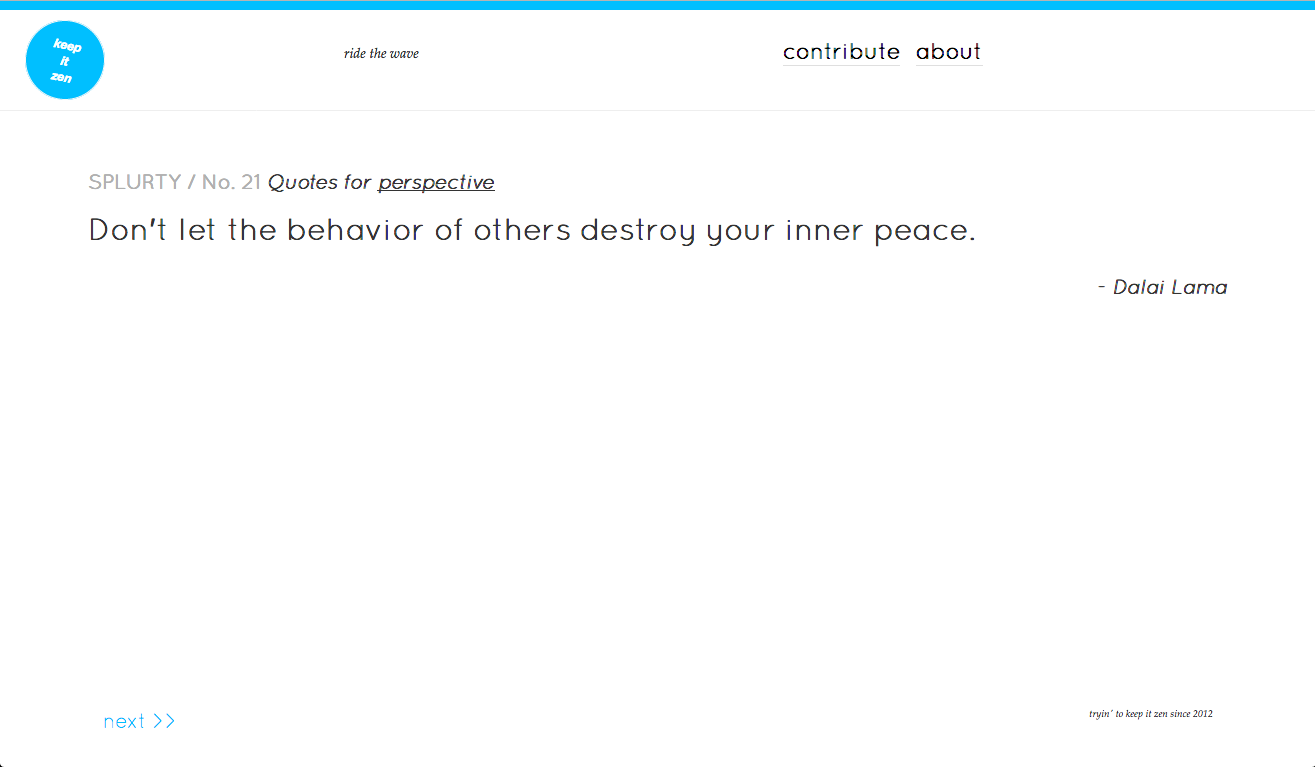 keep
it
zen
ride the wave
contribute about
SPLURTY / No. 21 Quotes for perspective
Don't let the behavior of others destroy your inner peace.
- Dalai Lama
next >>
tryin' to keep it zen since 2012